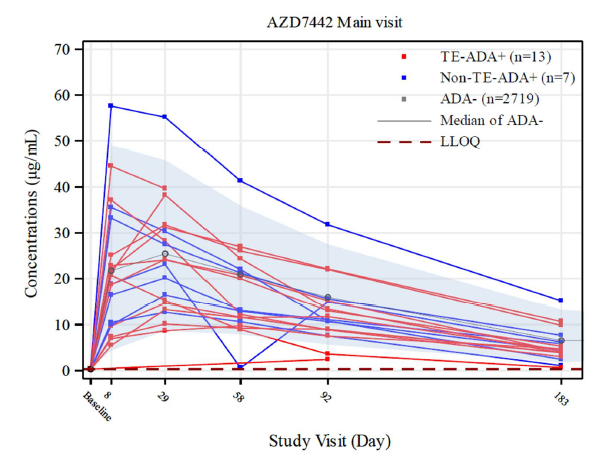 AZD7442 Main visit
70
60
50
40
30
20
10
0
Concentrations (µg/mL)
TE-ADA+ (n=13)
Non-TE-ADA+ (n=7)
ADA- (n=2719)
Median of ADA-
LLOQ
Baseline
8
29
58
92
183
Study Visit (Day)